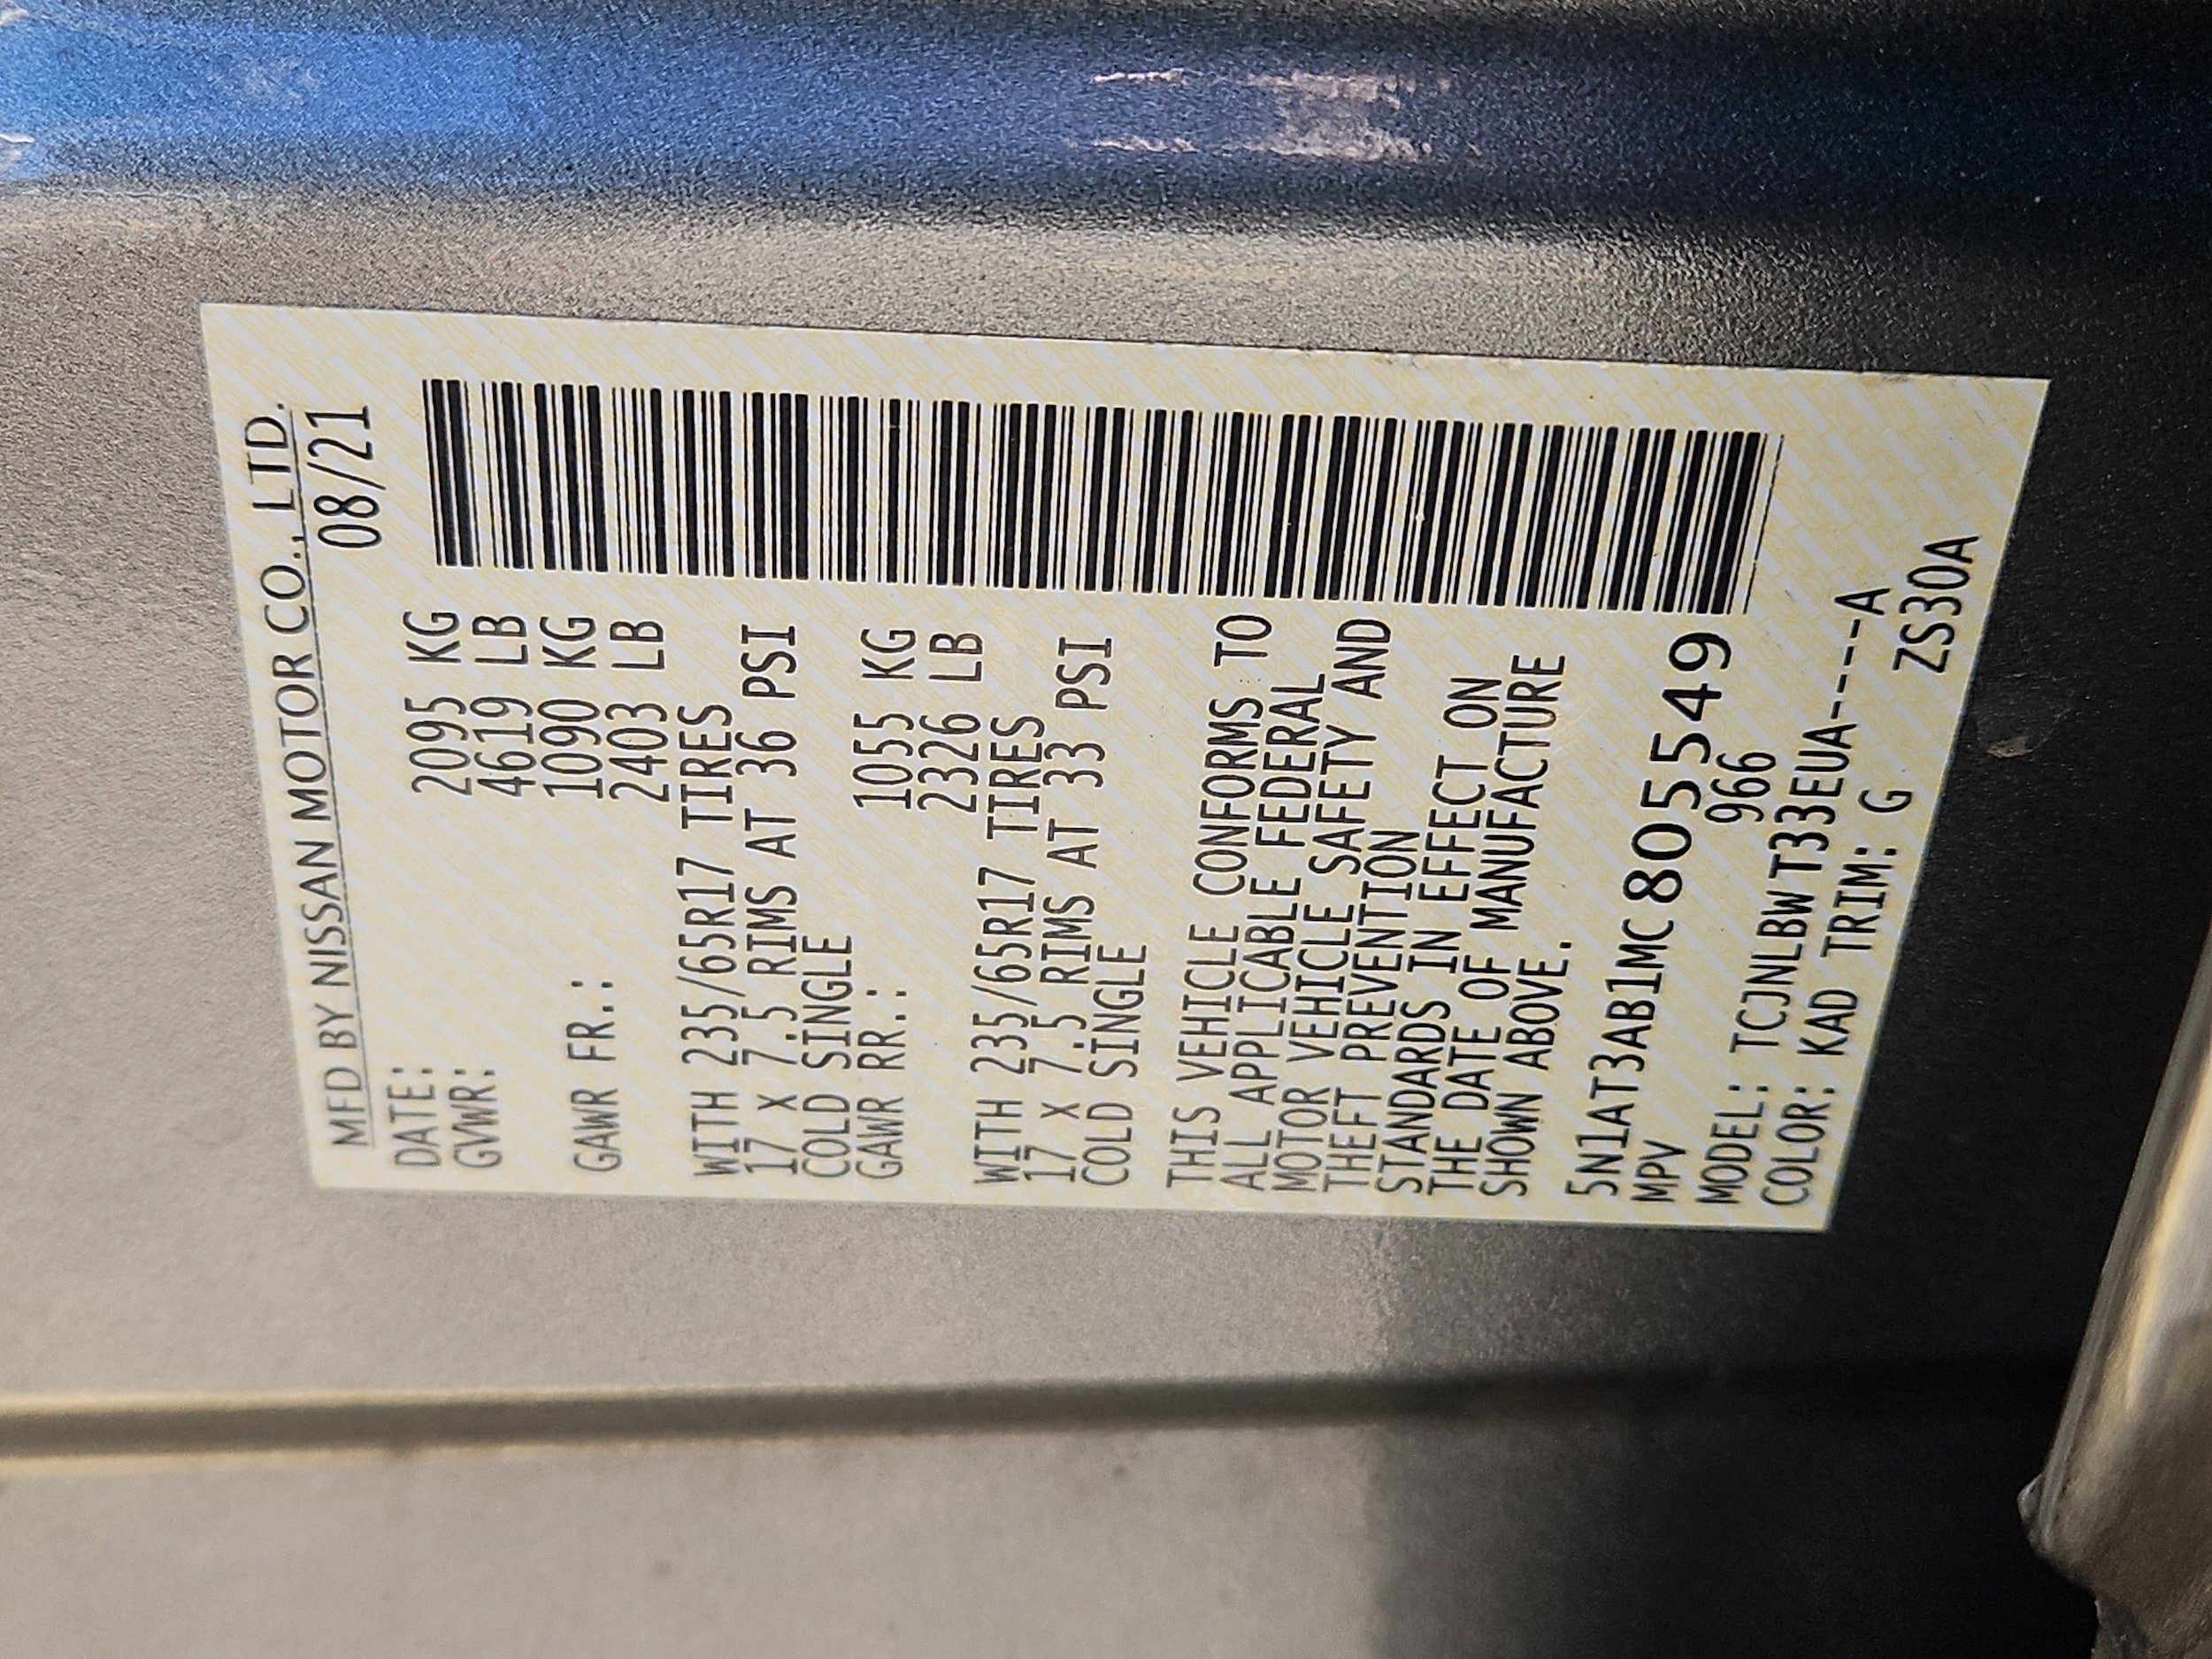 MFD BY NISSAN MOTOR CO., LTD.
DATE: 08/21
GVWR: 2095 KG
4619 LB
GAWR FR.: 1090 KG
2403 LB
WITH 235/65R17 TIRES
17 X 7.5 RIMS AT 36 PSI
COLD SINGLE
GAWR RR.: 1055 KG
2326 LB
WITH 235/65R17 TIRES
17 X 7.5 RIMS AT 33 PSI
COLD SINGLE
THIS VEHICLE CONFORMS TO
ALL APPLICABLE FEDERAL
MOTOR VEHICLE SAFETY AND
THEFT PREVENTION
STANDARDS IN EFFECT ON
THE DATE OF MANUFACTURE
SHOWN ABOVE.
5N1AT3AB1MC805549
MPV 966
MODEL: TCJNLBWT33EUA-----A
COLOR: KAD TRIM: G ZS30A